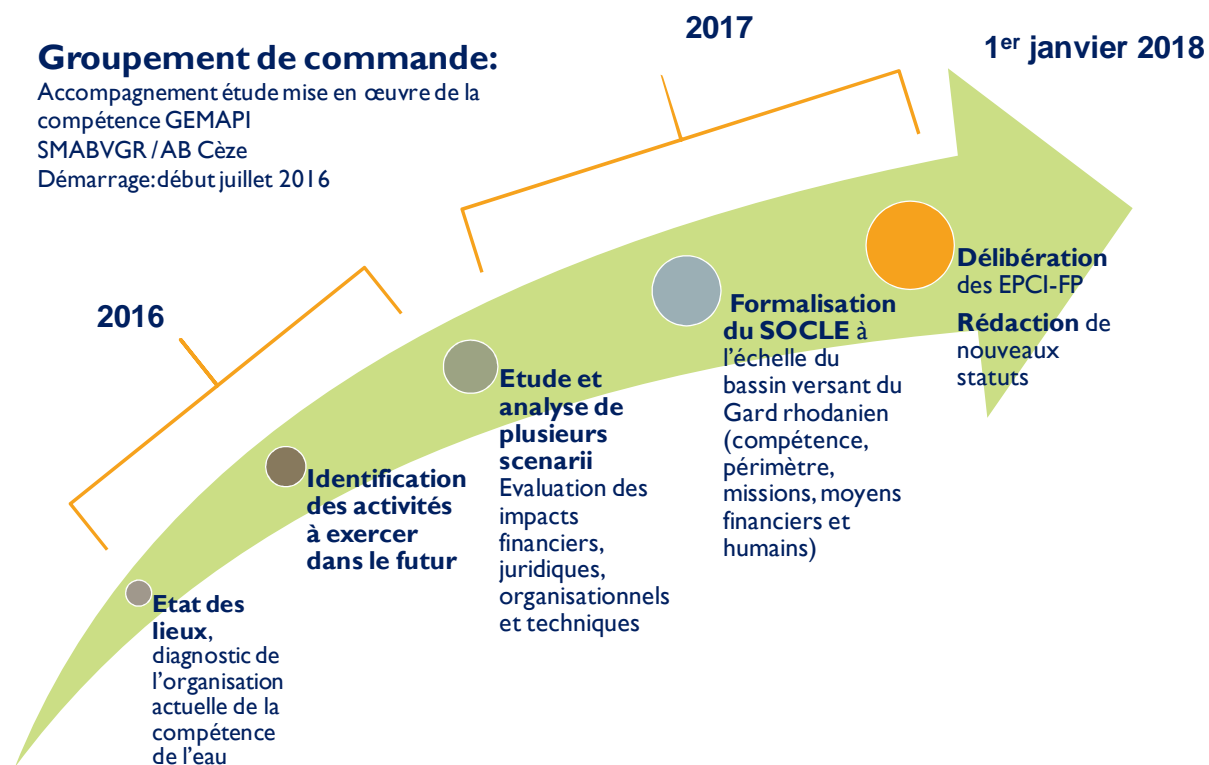 Groupement de commande:
Accompagnement étude mise en œuvre de la
compétence GEMAPI
SMABVGR / AB Cèze
Démarrage: début juillet 2016
2016
2017
1er janvier 2018
Etat des
lieux,
diagnostic de
l'organisation
actuelle de la
compétence
de l'eau
Identification
des activités
à exercer
dans le futur
Etude et
analyse de
plusieurs
scenarii
Evaluation des
impacts
financiers,
juridiques,
organisationnels
et techniques
Formalisation
du SOCLE à
l'échelle du
bassin versant du
Gard rhodanien
(compétence,
périmètre,
missions, moyens
financiers et
humains)
Délibération
des EPCI-FP
Rédaction de
nouveaux
statuts